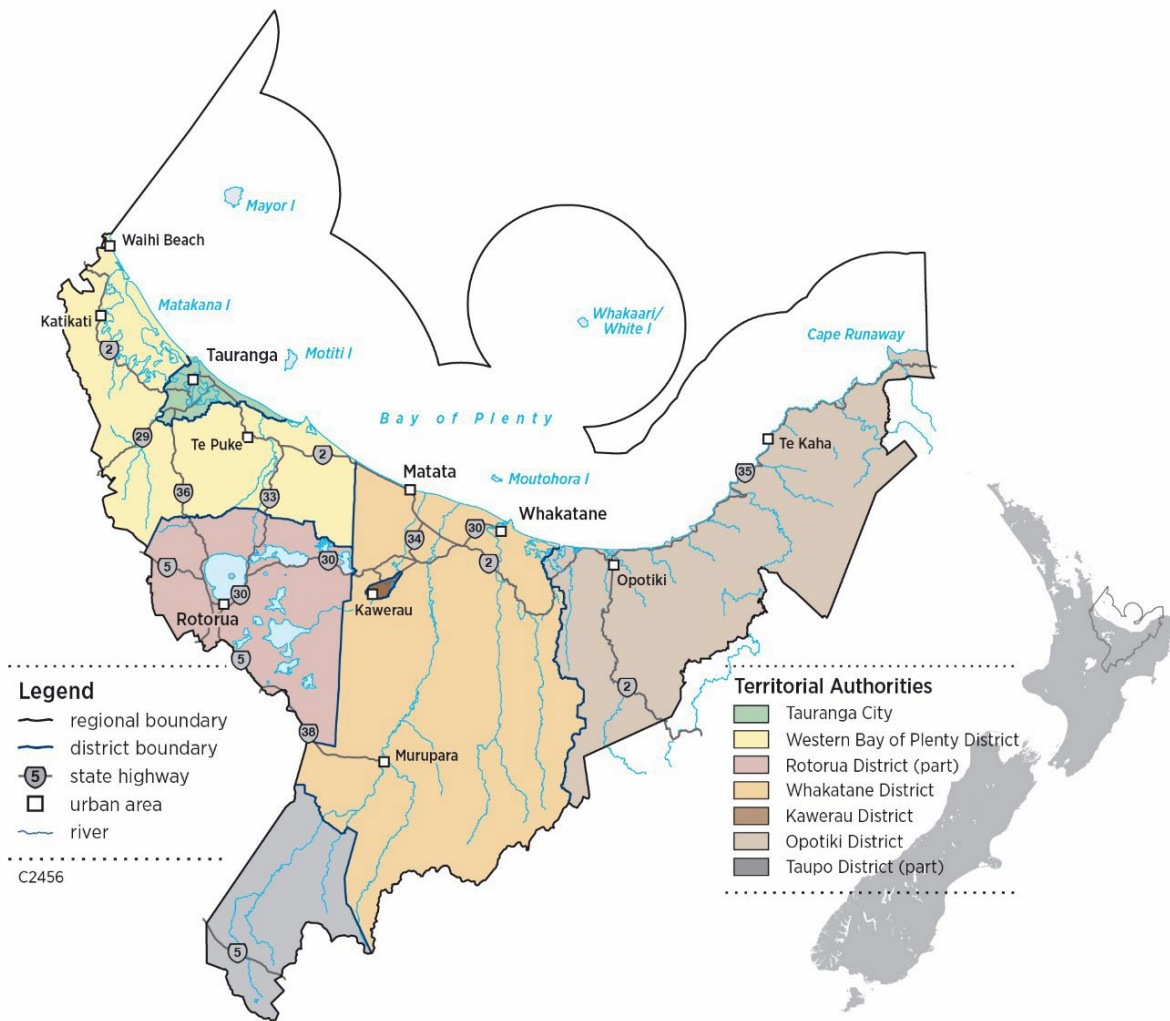 Mayor I
Waihi Beach
Matakana I
Whakaari/
White I
Katikati
Cape Runaway
2
Tauranga
Motiti I
Bay of Plenty
29
Te Puke
2
Te Kaha
Matata
Moutohora I
35
36
33
Whakatane
30
34
5
30
2
Opotiki
30
Kawerau
Rotorua
5
2
38
Murupara
5
Legend
regional boundary
district boundary
5 state highway
urban area
river
C2456
Territorial Authorities
Tauranga City
Western Bay of Plenty District
Rotorua District (part)
Whakatane District
Kawerau District
Opotiki District
Taupo District (part)